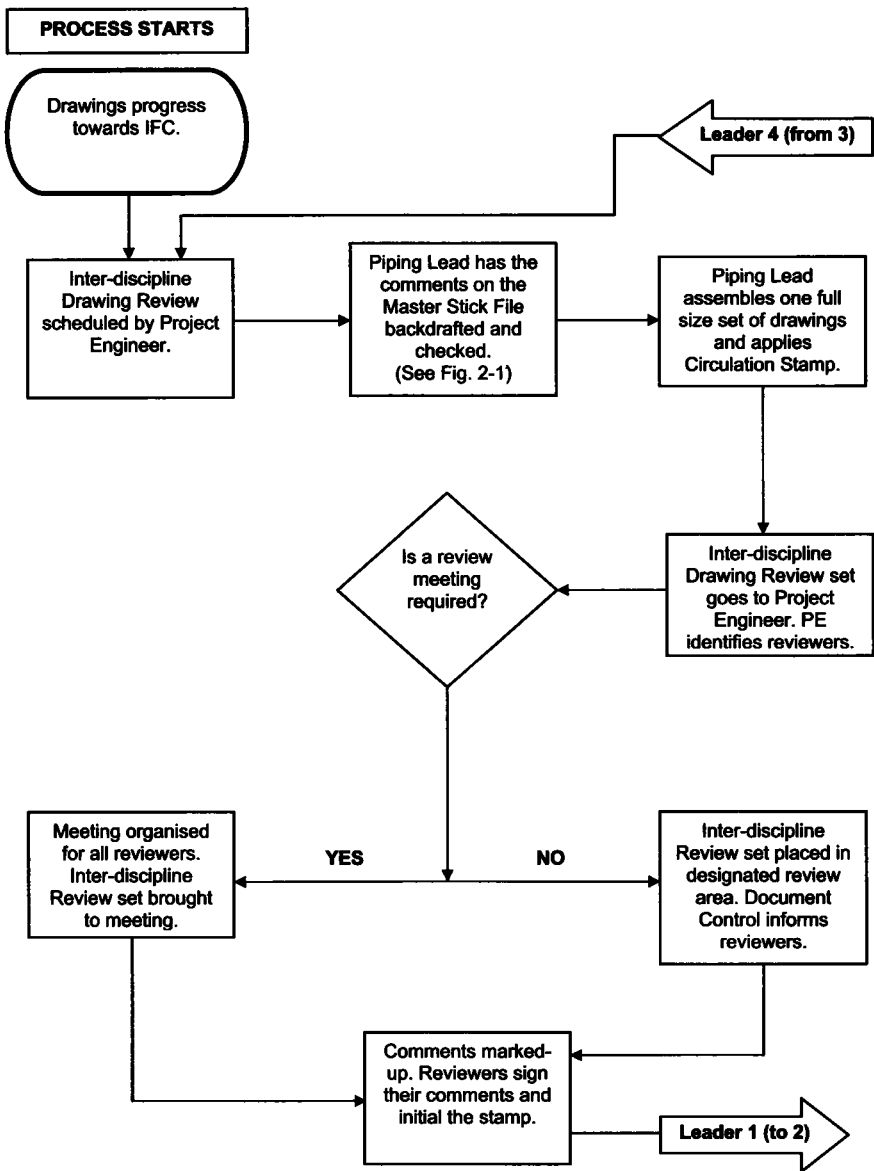 PROCESS STARTS
Drawings progress
towards IFC.
Leader 4 (from 3)
Inter-discipline
Drawing Review
scheduled by Project
Engineer.
Piping Lead has the
comments on the
Master Stick File
backdrafted and
checked.
(See Fig. 2-1)
Piping Lead
assembles one full
size set of drawings
and applies
Circulation Stamp.
Is a review
meeting
required?
Inter-discipline
Drawing Review set
goes to Project
Engineer. PE
identifies reviewers.
Meeting organised
for all reviewers.
Inter-discipline
Review set brought
to meeting.
YES
NO
Inter-discipline
Review set placed in
designated review
area. Document
Control informs
reviewers.
Comments marked-
up. Reviewers sign
their comments and
initial the stamp.
Leader 1 (to 2)